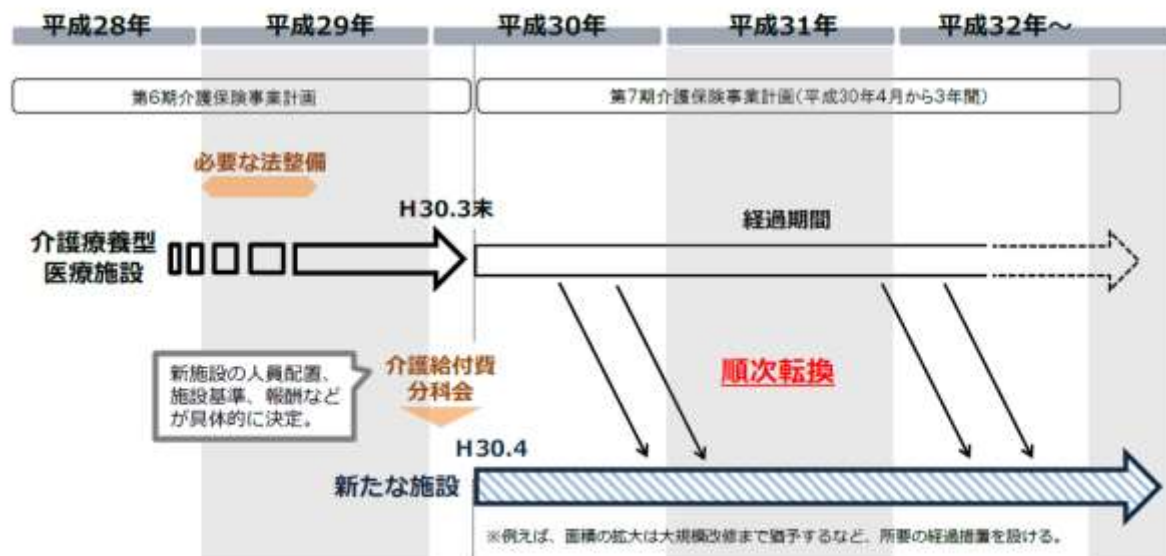 平成28年 平成29年 平成30年 平成31年 平成32年～
第6期介護保険事業計画 第7期介護保険事業計画(平成30年4月から3年間)
必要な法整備
H30.3末
経過期間
介護療養型
医療施設
新施設の人員配置、
施設基準、報酬など
が具体的に決定。
介護給付費
分科会
順次転換
H30.4
新たな施設
※例えば、面積の拡大は大規模改修まで猶予するなど、所要の経過措置を設ける。